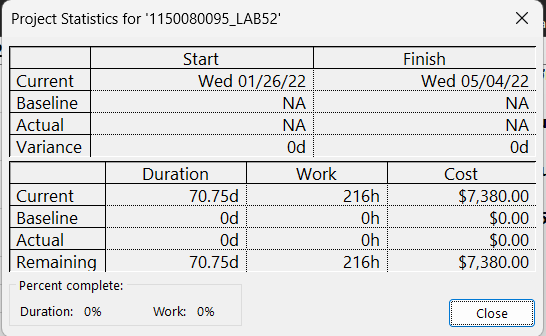 Project Statistics for '1150080095_LAB52'
Start Finish
Current Wed 01/26/22 Wed 05/04/22
Baseline NA NA
Actual NA NA
Variance 0d 0d
Duration Work Cost
Current 70.75d 216h $7,380.00
Baseline 0d 0h $0.00
Actual 0d 0h $0.00
Remaining 70.75d 216h $7,380.00
Percent complete:
Duration: 0% Work: 0%
Close